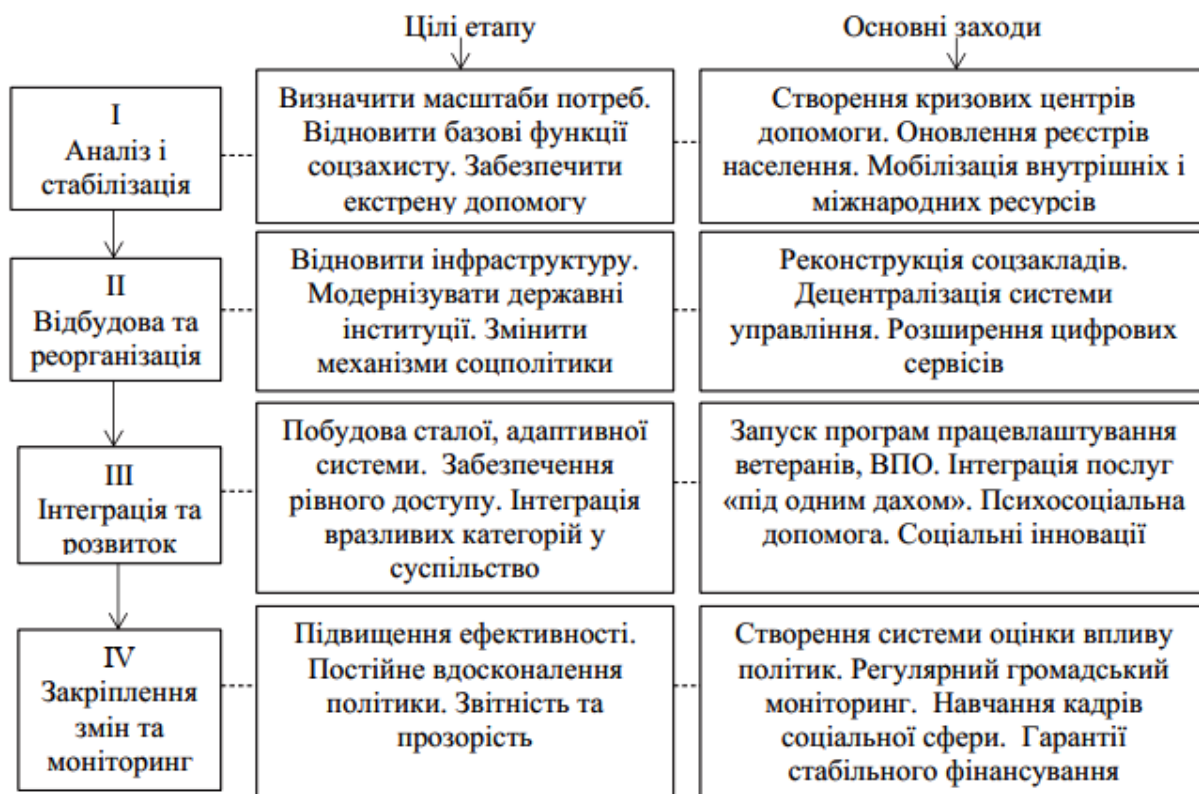 Цілі етапу
Основні заходи
I
Аналіз і
стабілізація
Визначити масштаби потреб.
Відновити базові функції
соцзахисту. Забезпечити
екстрену допомогу
Створення кризових центрів
допомоги. Оновлення реєстрів
населення. Мобілізація внутрішніх і
міжнародних ресурсів
II
Відбудова та
реорганізація
Відновити інфраструктуру.
Модернізувати державні
інституції. Змінити
механізми соцполітики
Реконструкція соцзакладів.
Децентралізація системи
управління. Розширення цифрових
сервісів
III
Інтеграція та
розвиток
Побудова сталої, адаптивної
системи. Забезпечення
рівного доступу. Інтеграція
вразливих категорій у
суспільство
Запуск програм працевлаштування
ветеранів, ВПО. Інтеграція послуг
«під одним дахом». Психосоціальна
допомога. Соціальні інновації
IV
Закріплення
змін та
моніторинг
Підвищення ефективності.
Постійне вдосконалення
політики. Звітність та
прозорість
Створення системи оцінки впливу
політик. Регулярний громадський
моніторинг. Навчання кадрів
соціальної сфери. Гарантії
стабільного фінансування